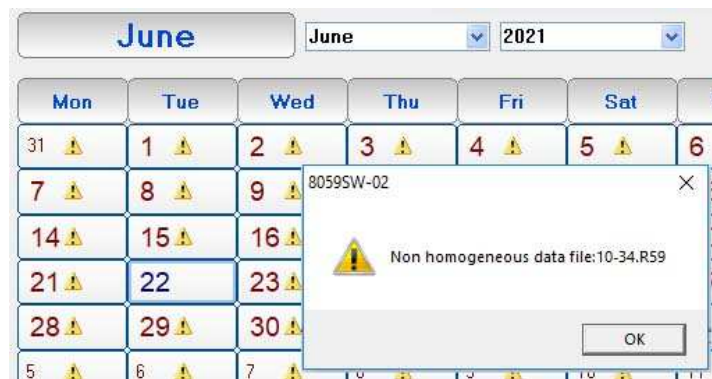 June June 2021
Mon Tue Wed Thu Fri Sat
31 1 2 3 4 5 6
7 8 9
8059SW-02
14 15 16
Non homogeneous data file:10-34.R59
21 22 23
28 29 30
OK
5 6 7